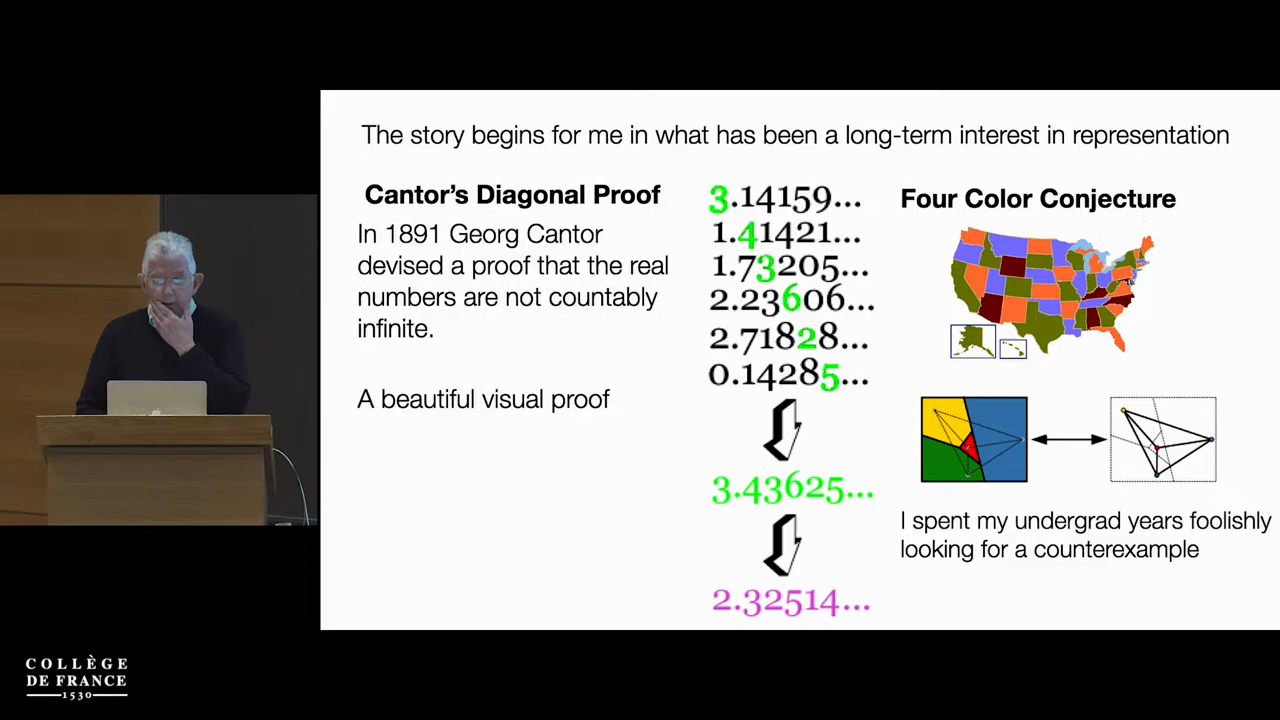 The story begins for me in what has been a long-term interest in representation
Cantor's Diagonal Proof
In 1891 Georg Cantor
devised a proof that the real
numbers are not countably
infinite.
A beautiful visual proof
3.14159...
1.41421...
1.73205...
2.23606...
2.71828...
0.14285...
3.43625...
2.32514...
Four Color Conjecture
I spent my undergrad years foolishly
looking for a counterexample
COLLÈGE
DE FRANCE
1530